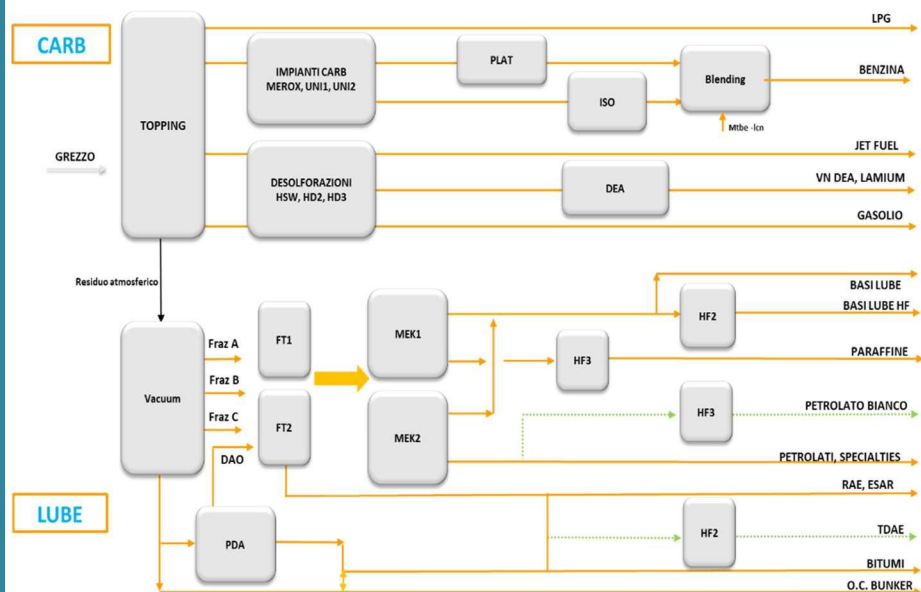 CARB
LPG
IMPIANTI CARB
MEROX, UNI1, UNI2
PLAT
ISO
Blending
BENZINA
Mtbe -lcn
TOPPING
GREZZO
JET FUEL
DESOLFORAZIONI
HSW, HD2, HD3
DEA
VN DEA, LAMIUM
GASOLIO
Residuo atmosferico
BASI LUBE
BASI LUBE HF
HF2
MEK1
FT1
Fraz A
Fraz B
Fraz C
Vacuum
HF3
PARAFFINE
HF3
PETROLATO BIANCO
FT2
MEK2
DAO
PETROLATI, SPECIALTIES
RAE, ESAR
LUBE
PDA
HF2
TDAE
BITUMI
O.C. BUNKER